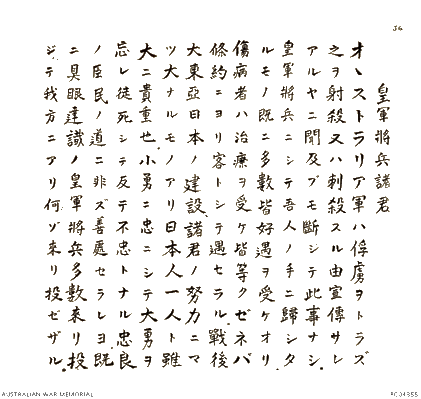 皇軍將兵諸君
オヽストラリア軍ハ俘虜ヲトラズ
之ヲ射殺又ハ刺殺スル由宣傳サレ
アルヤニ聞及ブモ斷ジテ此事ナシ.
皇軍將兵ニシテ吾人ノ手ニ歸シタ
ルモノ既ニ多數皆好遇ヲ受ケオリ.
傷病者ハ治療ヲ受ケ皆等クゼネバ
條約ニヨリ客トシテ遇セラル.戰後
大東亞日本ノ建設.諸君ノ努力ニマ
ツ大ナルモノアリ日本人一人ト雖
大ニ貴重也.小勇ニ忠ニシテ大勇ヲ
忘レ徒死シテ反テ不忠トナル忠良
ノ臣民ノ道ニ非ズ善處セラレヨ.既
ニ具眼達識ノ皇軍將兵多數來リ投
ジテ我方ニアリ何ゾ來リ投ゼザル.
AUSTRALIAN WAR MEMORIAL